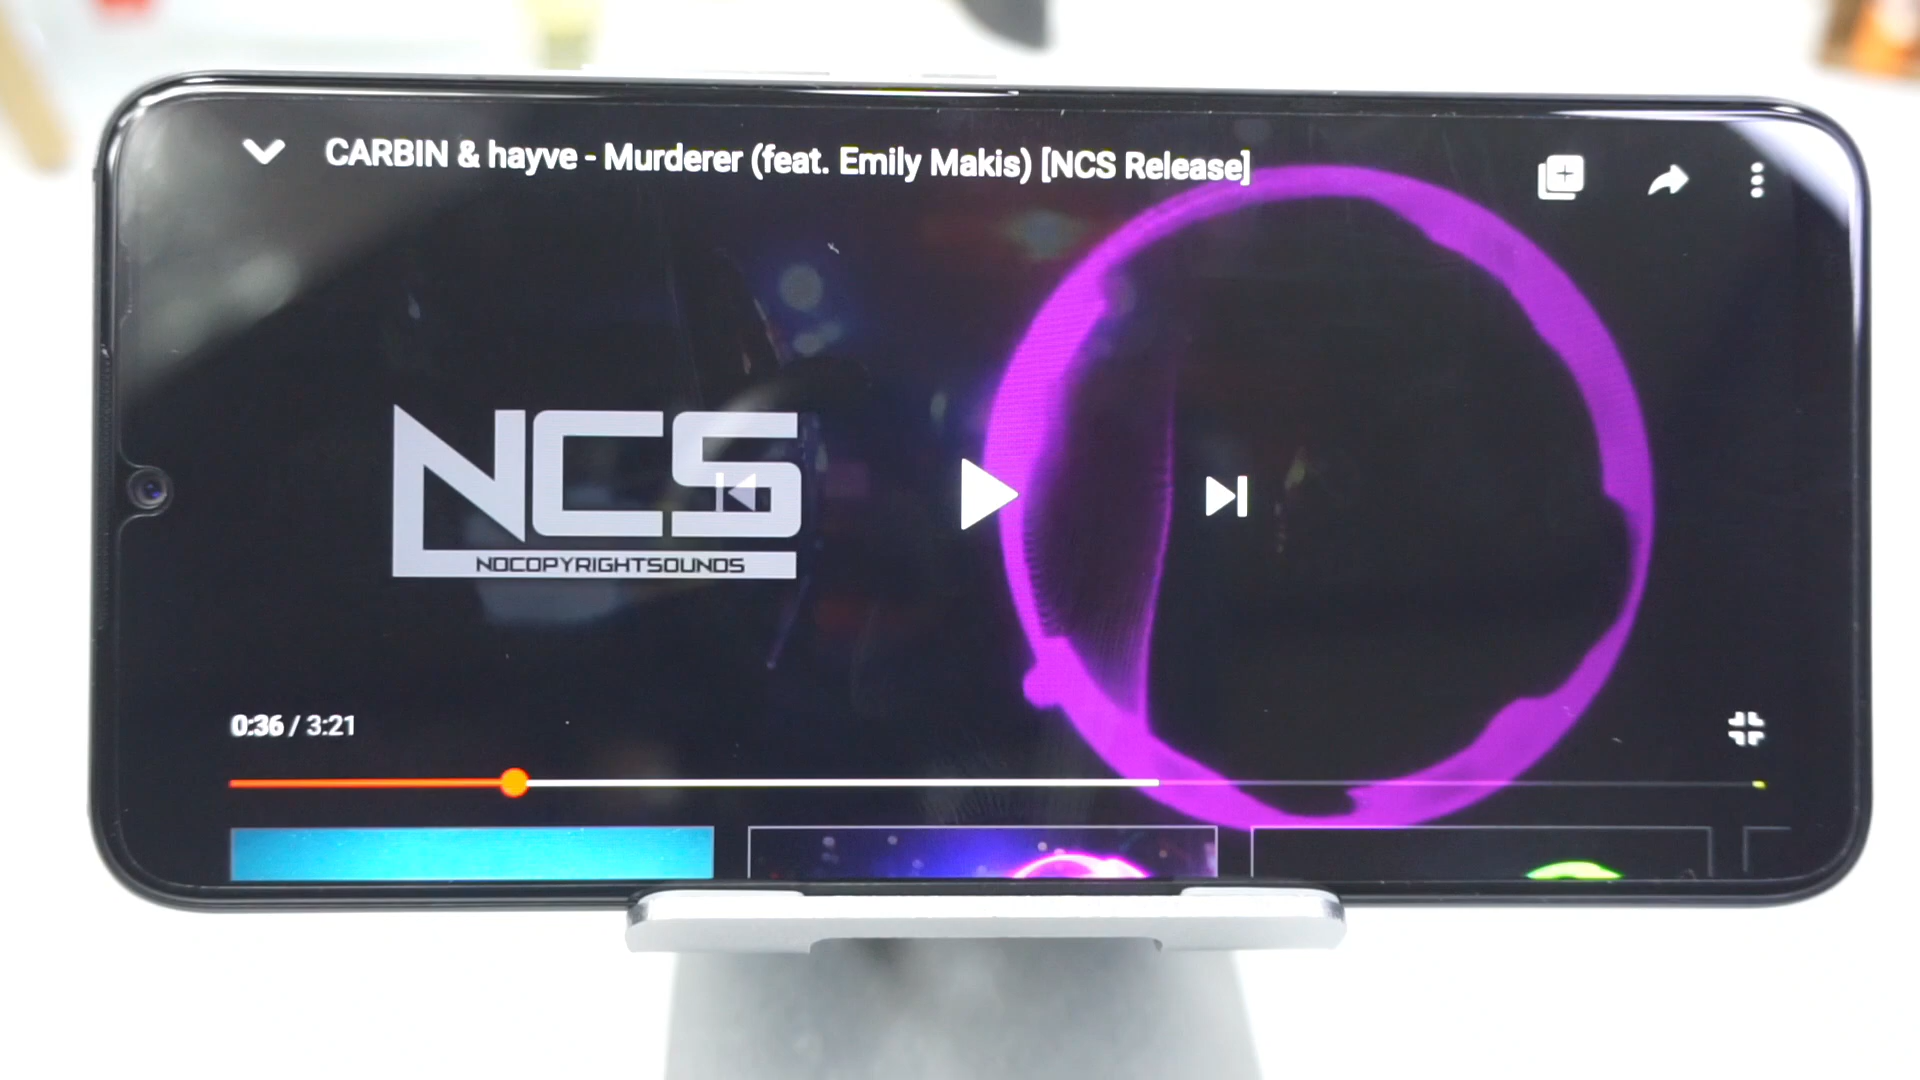 CARBIN & hayve - Murderer (feat. Emily Makis) [NCS Release]
NCS
NOCOPYRIGHTSOUNDS
0:36 / 3:21